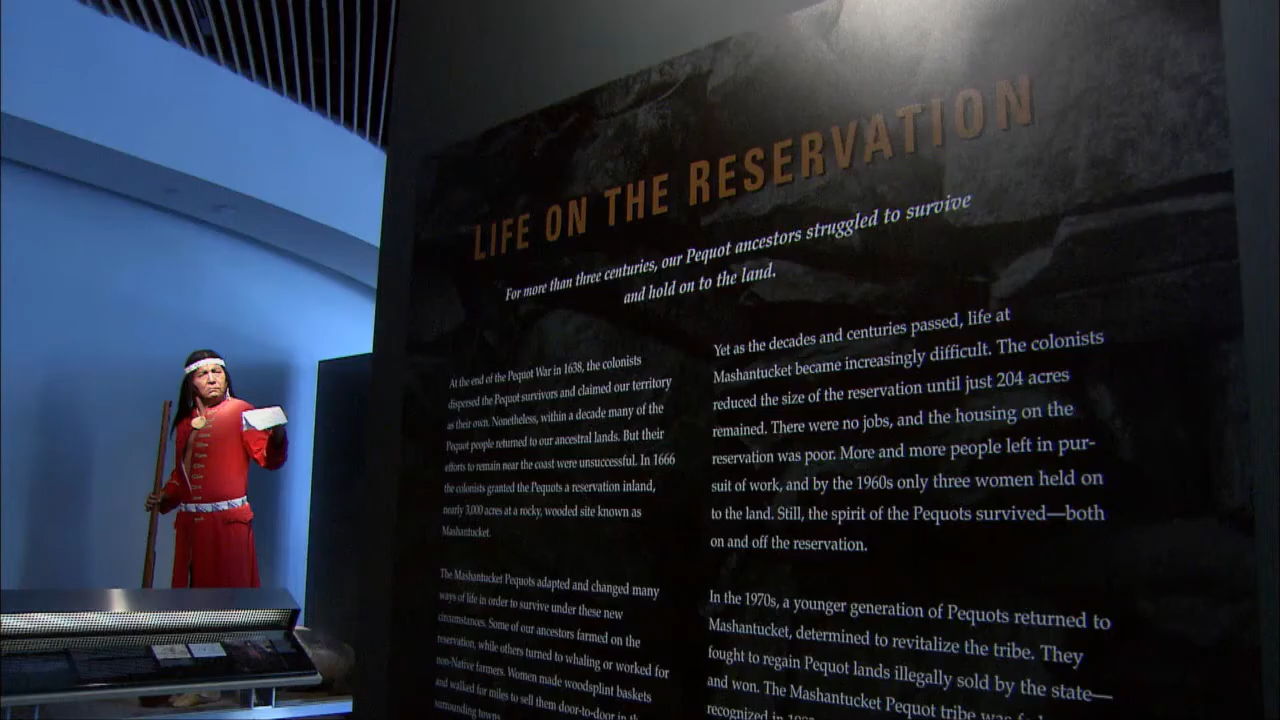 LIFE ON THE RESERVATION
For more than three centuries, our Pequot ancestors struggled to survive
and hold on to the land.
At the end of the Pequot War in 1638, the colonists
dispersed the Pequot survivors and claimed our territory
as their own. Nonetheless, within a decade many of the
Pequot people returned to our ancestral lands. But their
efforts to remain near the coast were unsuccessful. In 1666
the colonists granted the Pequots a reservation inland,
nearly 3,000 acres at a rocky, wooded site known as
Mashantucket.
The Mashantucket Pequots adapted and changed many
ways of life in order to survive under these new
circumstances. Some of our ancestors farmed on the
reservation, while others turned to whaling or worked for
non-Native farmers. Women made woodsplint baskets
and walked for miles to sell them door-to-door in
surrounding towns
Yet as the decades and centuries passed, life at
Mashantucket became increasingly difficult. The colonists
reduced the size of the reservation until just 204 acres
remained. There were no jobs, and the housing on the
reservation was poor. More and more people left in pur-
suit of work, and by the 1960s only three women held on
to the land. Still, the spirit of the Pequots survived—both
on and off the reservation.
In the 1970s, a younger generation of Pequots returned to
Mashantucket, determined to revitalize the tribe. They
fought to regain Pequot lands illegally sold by the state—
and won. The Mashantucket Pequot tribe was
recognized in